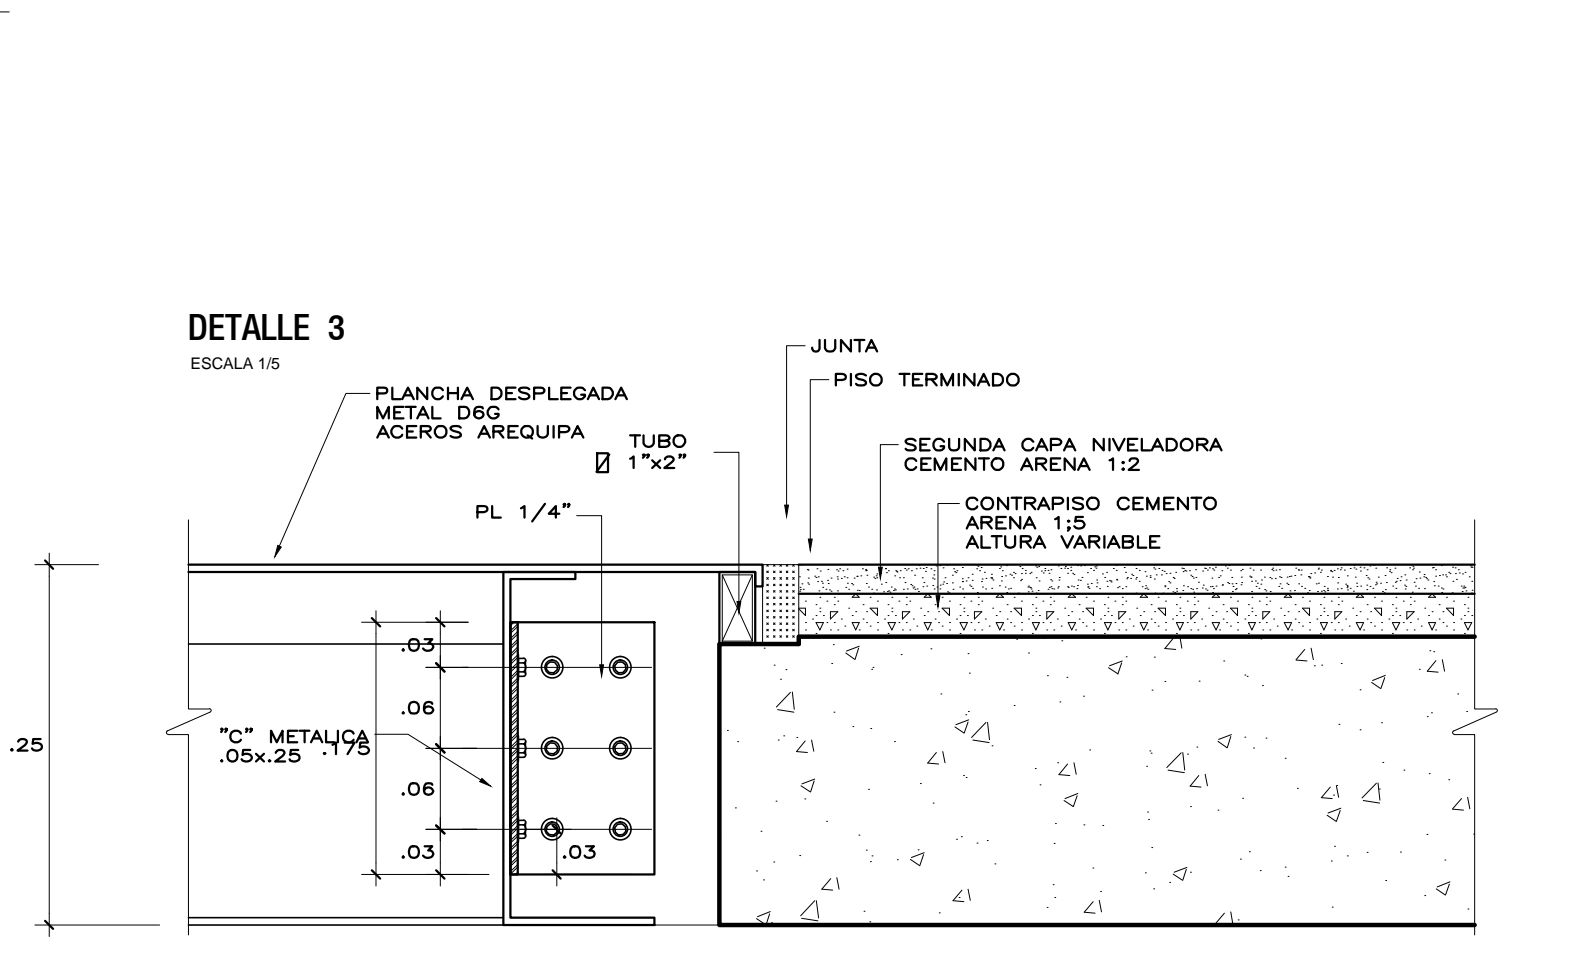 DETALLE 3
ESCALA 1/5
JUNTA
PISO TERMINADO
PLANCHA DESPLEGADA
METAL D6G
ACEROS AREQUIPA
TUBO
1"x2"
SEGUNDA CAPA NIVELADORA
CEMENTO ARENA 1:2
PL 1/4"
CONTRAPISO CEMENTO
ARENA 1;5
ALTURA VARIABLE
.03
.06
.25
"C" METALICA
.05x.25
.175
.06
.03
.03